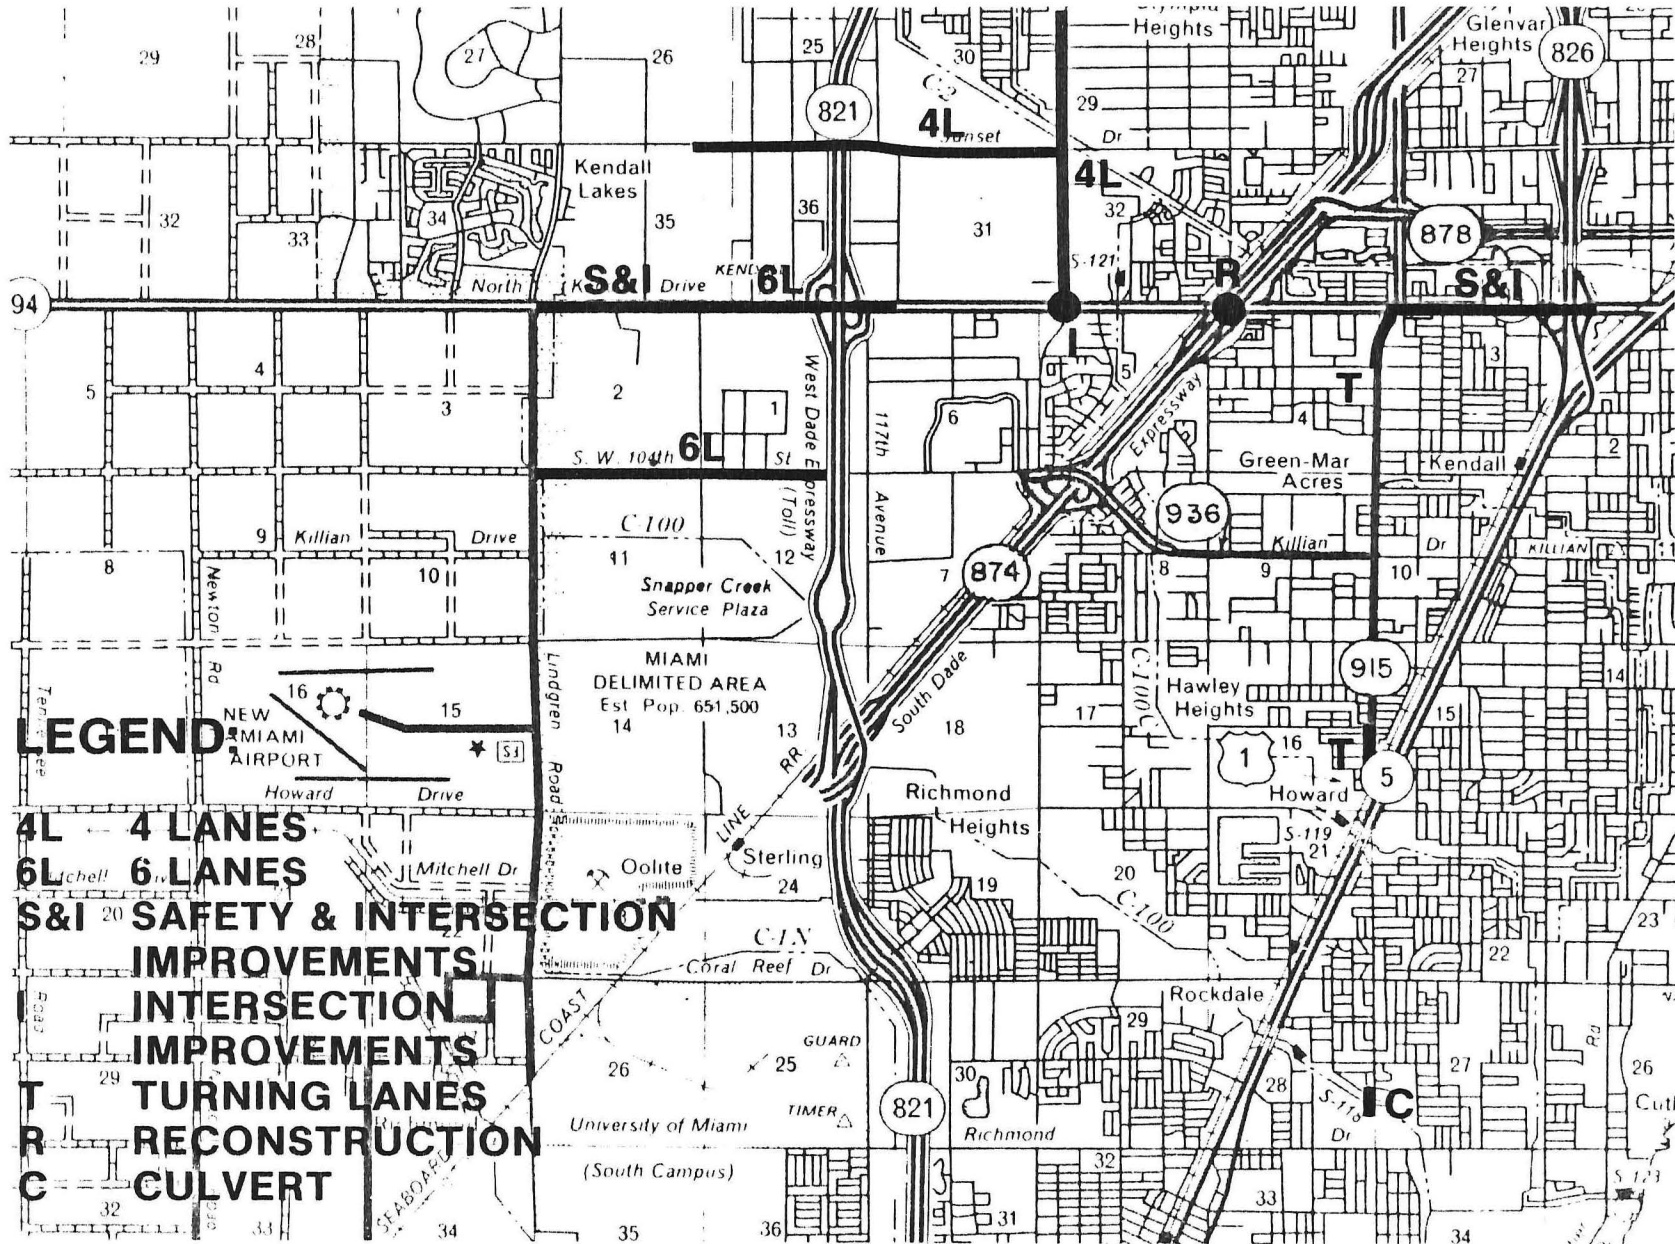 29
28
27
26
25
30
Heights
Glenvar
Heights
826
27
C-2
29
821
4L
Sunset
Dr
Kendall
Lakes
4L
32
33
34
35
36
31
32
878
S-121
R
94
North
S&I
Drive
6L
S&I
I
5
4
3
2
1
6
5
T
4
3
2
West Dade Expressway
(Toll)
117th
Avenue
Expressway
S. W. 104th
6L
St
Green-Mar
Acres
Kendall
936
C-100
9
Killian
Drive
8
10
11
12
7
874
8
Killian
9
Dr
10
KILLIAN
Newton
Rd
Snapper Creek
Service Plaza
MIAMI
DELIMITED AREA
Est Pop. 651,500
Lindgren
Road
South Dade
C-100C
915
Hawley
Heights
14
16
15
14
13
18
17
16
15
LEGEND:
NEW
MIAMI
AIRPORT
RR
1
T
5
Howard
Drive
Richmond
Heights
Howard
4L 4 LANES
LINE
S-119
21
6L 6 LANES
Mitchell Dr
Oolite
Sterling
24
19
20
C-100
S&I 20 SAFETY & INTERSECTION
IMPROVEMENTS
22
23
C-1N
Coral Reef Dr
22
I INTERSECTION
IMPROVEMENTS
Road
COAST
Rockdale
29
GUARD
26
25
30
28
27
Rd
26
29
T TURNING LANES
821
TIMER
S-118
C
R RECONSTRUCTION
University of Miami
(South Campus)
Richmond
Dr
C CULVERT
SEABOARD
32
33
34
35
36
31
32
33
34
S-123